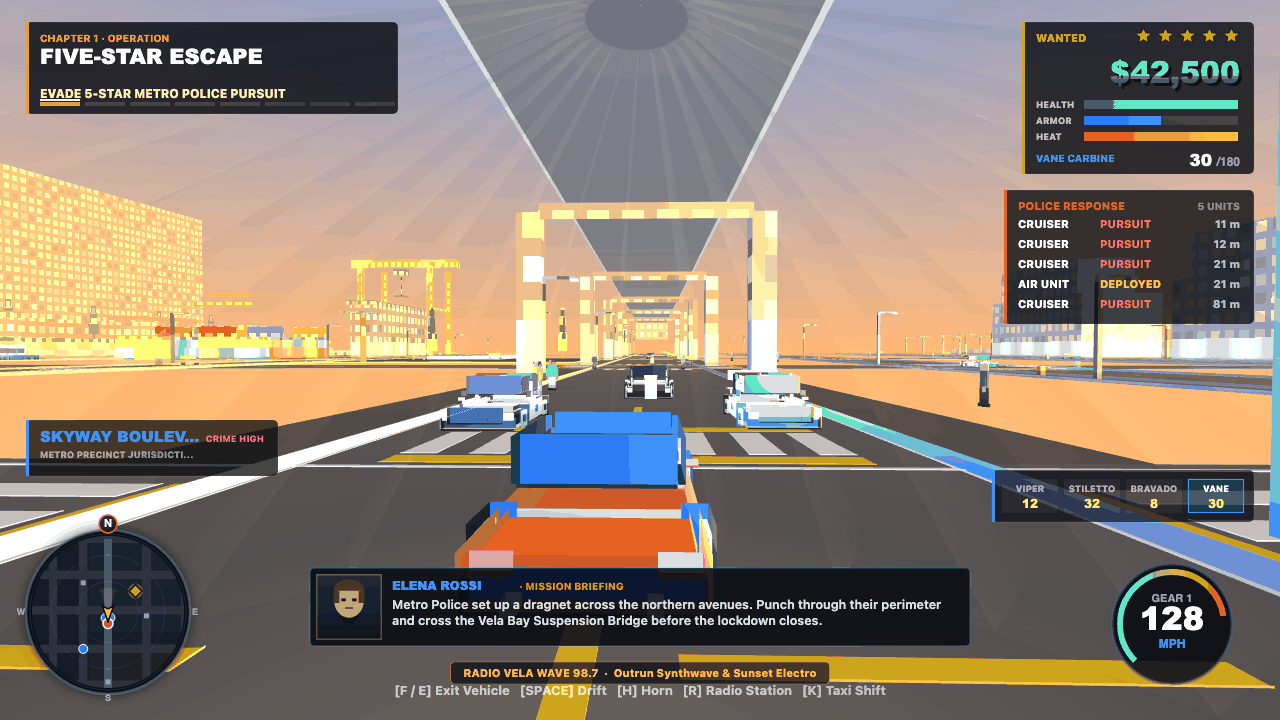 CHAPTER 1 · OPERATION
FIVE-STAR ESCAPE
EVADE 5-STAR METRO POLICE PURSUIT
WANTED ★ ★ ★ ★ ★
$42,500
HEALTH
ARMOR
HEAT
VANE CARBINE 30 /180
POLICE RESPONSE 5 UNITS
CRUISER PURSUIT 11 m
CRUISER PURSUIT 12 m
CRUISER PURSUIT 21 m
AIR UNIT DEPLOYED 21 m
CRUISER PURSUIT 81 m
SKYWAY BOULEV... CRIME HIGH
METRO PRECINCT JURISDICTI...
VIPER STILETTO BRAVADO VANE
12 32 8 30
N
W E
S
ELENA ROSSI · MISSION BRIEFING
Metro Police set up a dragnet across the northern avenues. Punch through their perimeter
and cross the Vela Bay Suspension Bridge before the lockdown closes.
GEAR 1
128
MPH
RADIO VELA WAVE 98.7 · Outrun Synthwave & Sunset Electro
[F / E] Exit Vehicle [SPACE] Drift [H] Horn [R] Radio Station [K] Taxi Shift